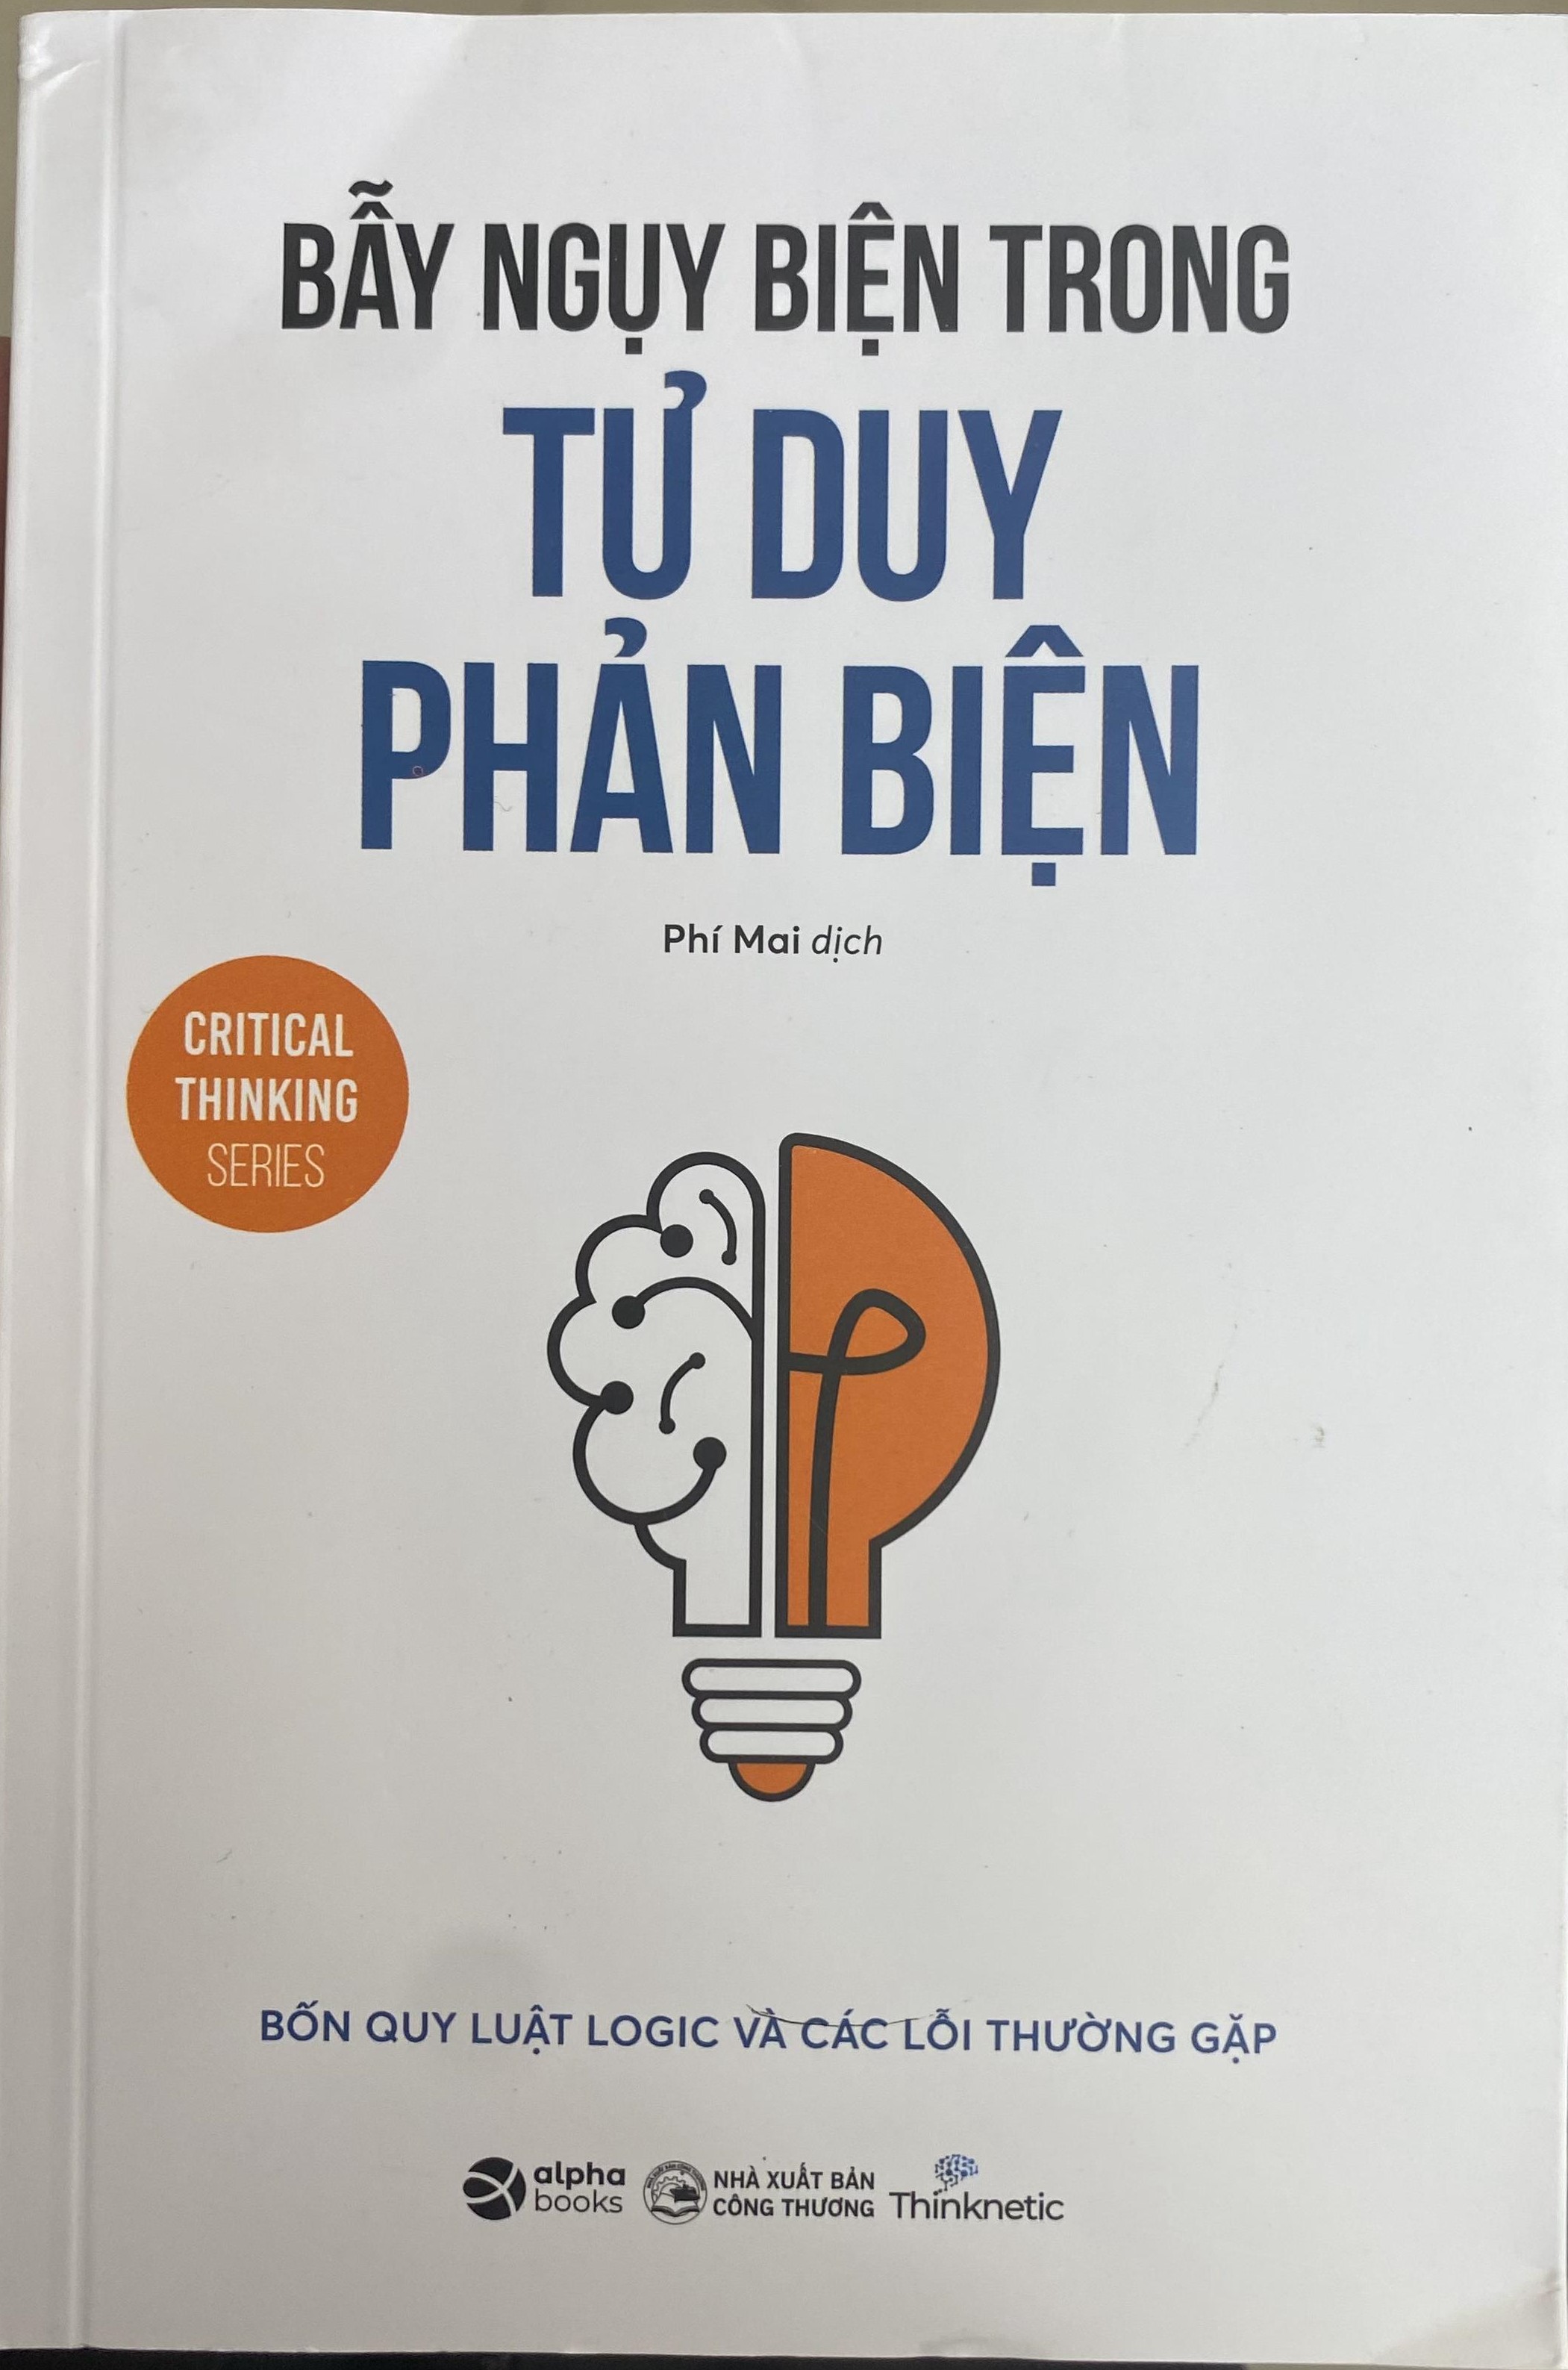 BẪY NGỤY BIỆN TRONG
TƯ DUY
PHẢN BIỆN
Phí Mai dịch
CRITICAL
THINKING
SERIES
BỐN QUY LUẬT LOGIC VÀ CÁC LỖI THƯỜNG GẶP
alpha
books
NHÀ XUẤT BẢN
CÔNG THƯƠNG
Thinknetic